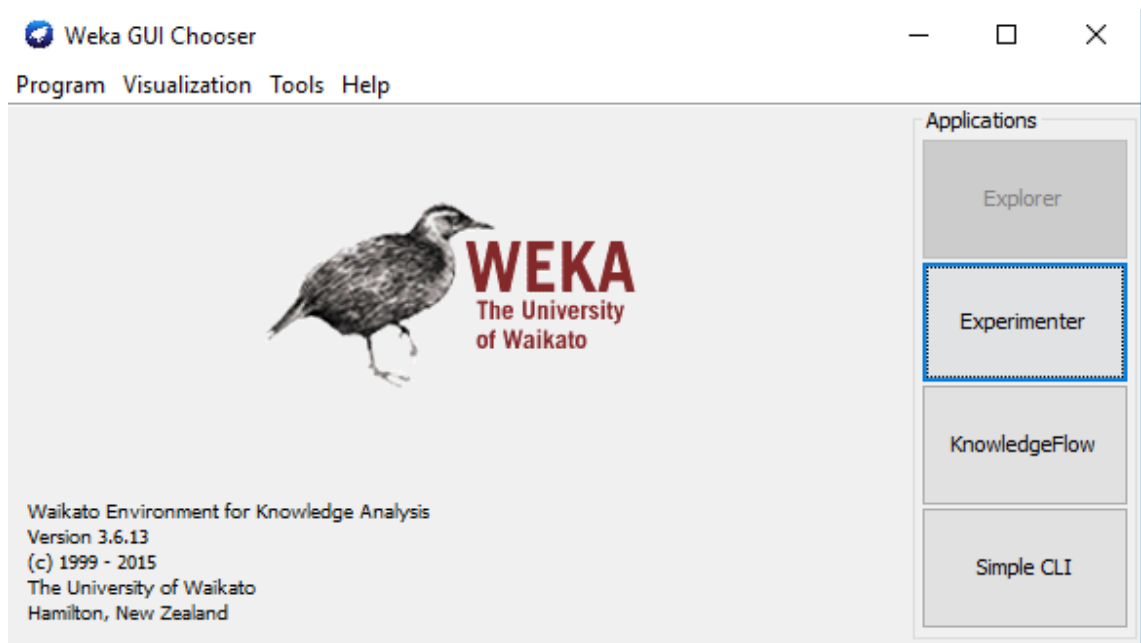 Weka GUI Chooser
Program Visualization Tools Help
Applications
Explorer
WEKA
The University
of Waikato
Experimenter
KnowledgeFlow
Waikato Environment for Knowledge Analysis
Version 3.6.13
(c) 1999 - 2015
The University of Waikato
Hamilton, New Zealand
Simple CLI